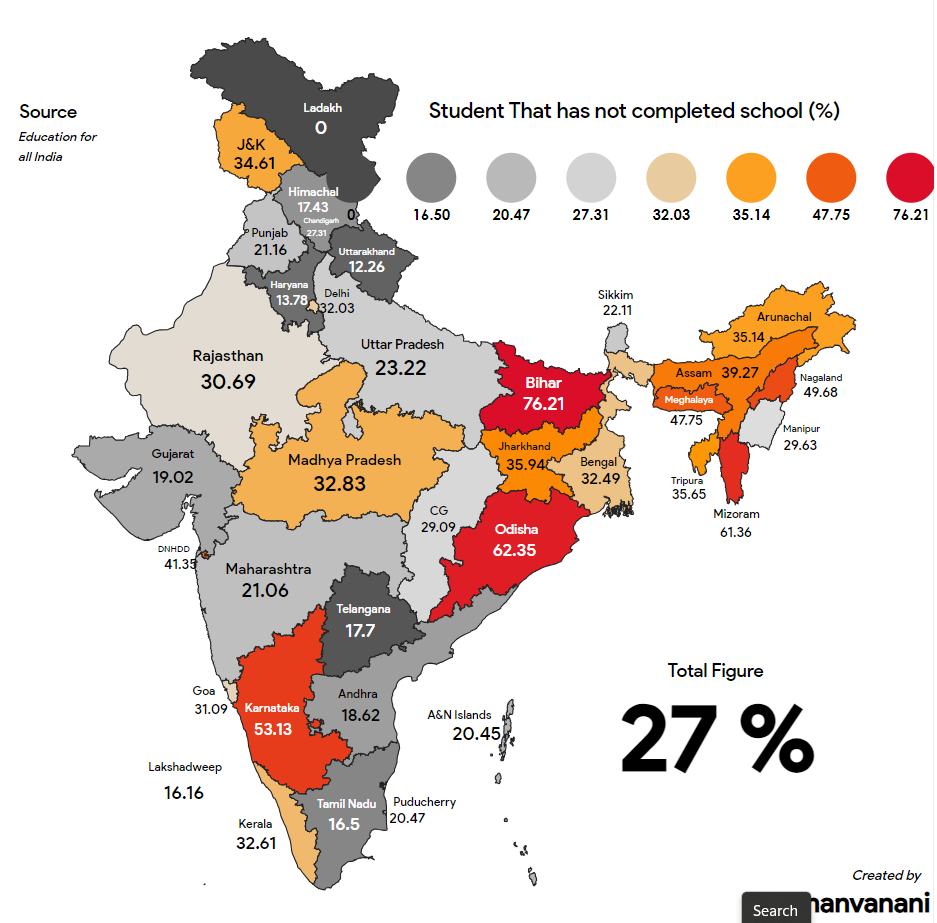 Source
Education for
all India
Student That has not completed school (%)
16.50
20.47
27.31
32.03
35.14
47.75
76.21
Ladakh
0
J&K
34.61
Himachal
17.43
0
Chandigarh
27.31
Punjab
21.16
Uttarakhand
12.26
Haryana
13.78
Delhi
32.03
Rajasthan
30.69
Uttar Pradesh
23.22
Sikkim
22.11
Arunachal
35.14
Assam 39.27
Nagaland
49.68
Meghalaya
47.75
Manipur
29.63
Bihar
76.21
Gujarat
19.02
Madhya Pradesh
32.83
Jharkhand
35.94
Bengal
32.49
Tripura
35.65
Mizoram
61.36
CG
29.09
Odisha
62.35
DNHDD
41.35
Maharashtra
21.06
Telangana
17.7
Total Figure
27 %
Goa
31.09
Karnataka
53.13
Andhra
18.62
A&N Islands
20.45
Lakshadweep
16.16
Tamil Nadu
16.5
Puducherry
20.47
Kerala
32.61
Created by
Search